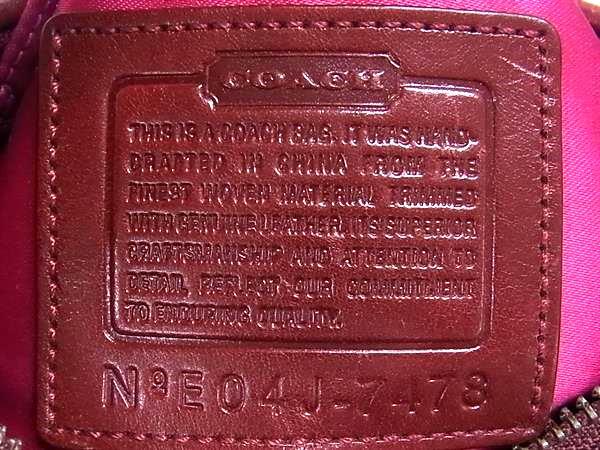 COACH
THIS IS A COACH BAG. IT WAS HAND-
CRAFTED IN CHINA FROM THE
FINEST WOVEN MATERIAL TRIMMED
WITH GENUINE LEATHER. ITS SUPERIOR
CRAFTSMANSHIP AND ATTENTION TO
DETAIL REFLECT OUR COMMITMENT
TO ENDURING QUALITY.
Nº E04J-7478